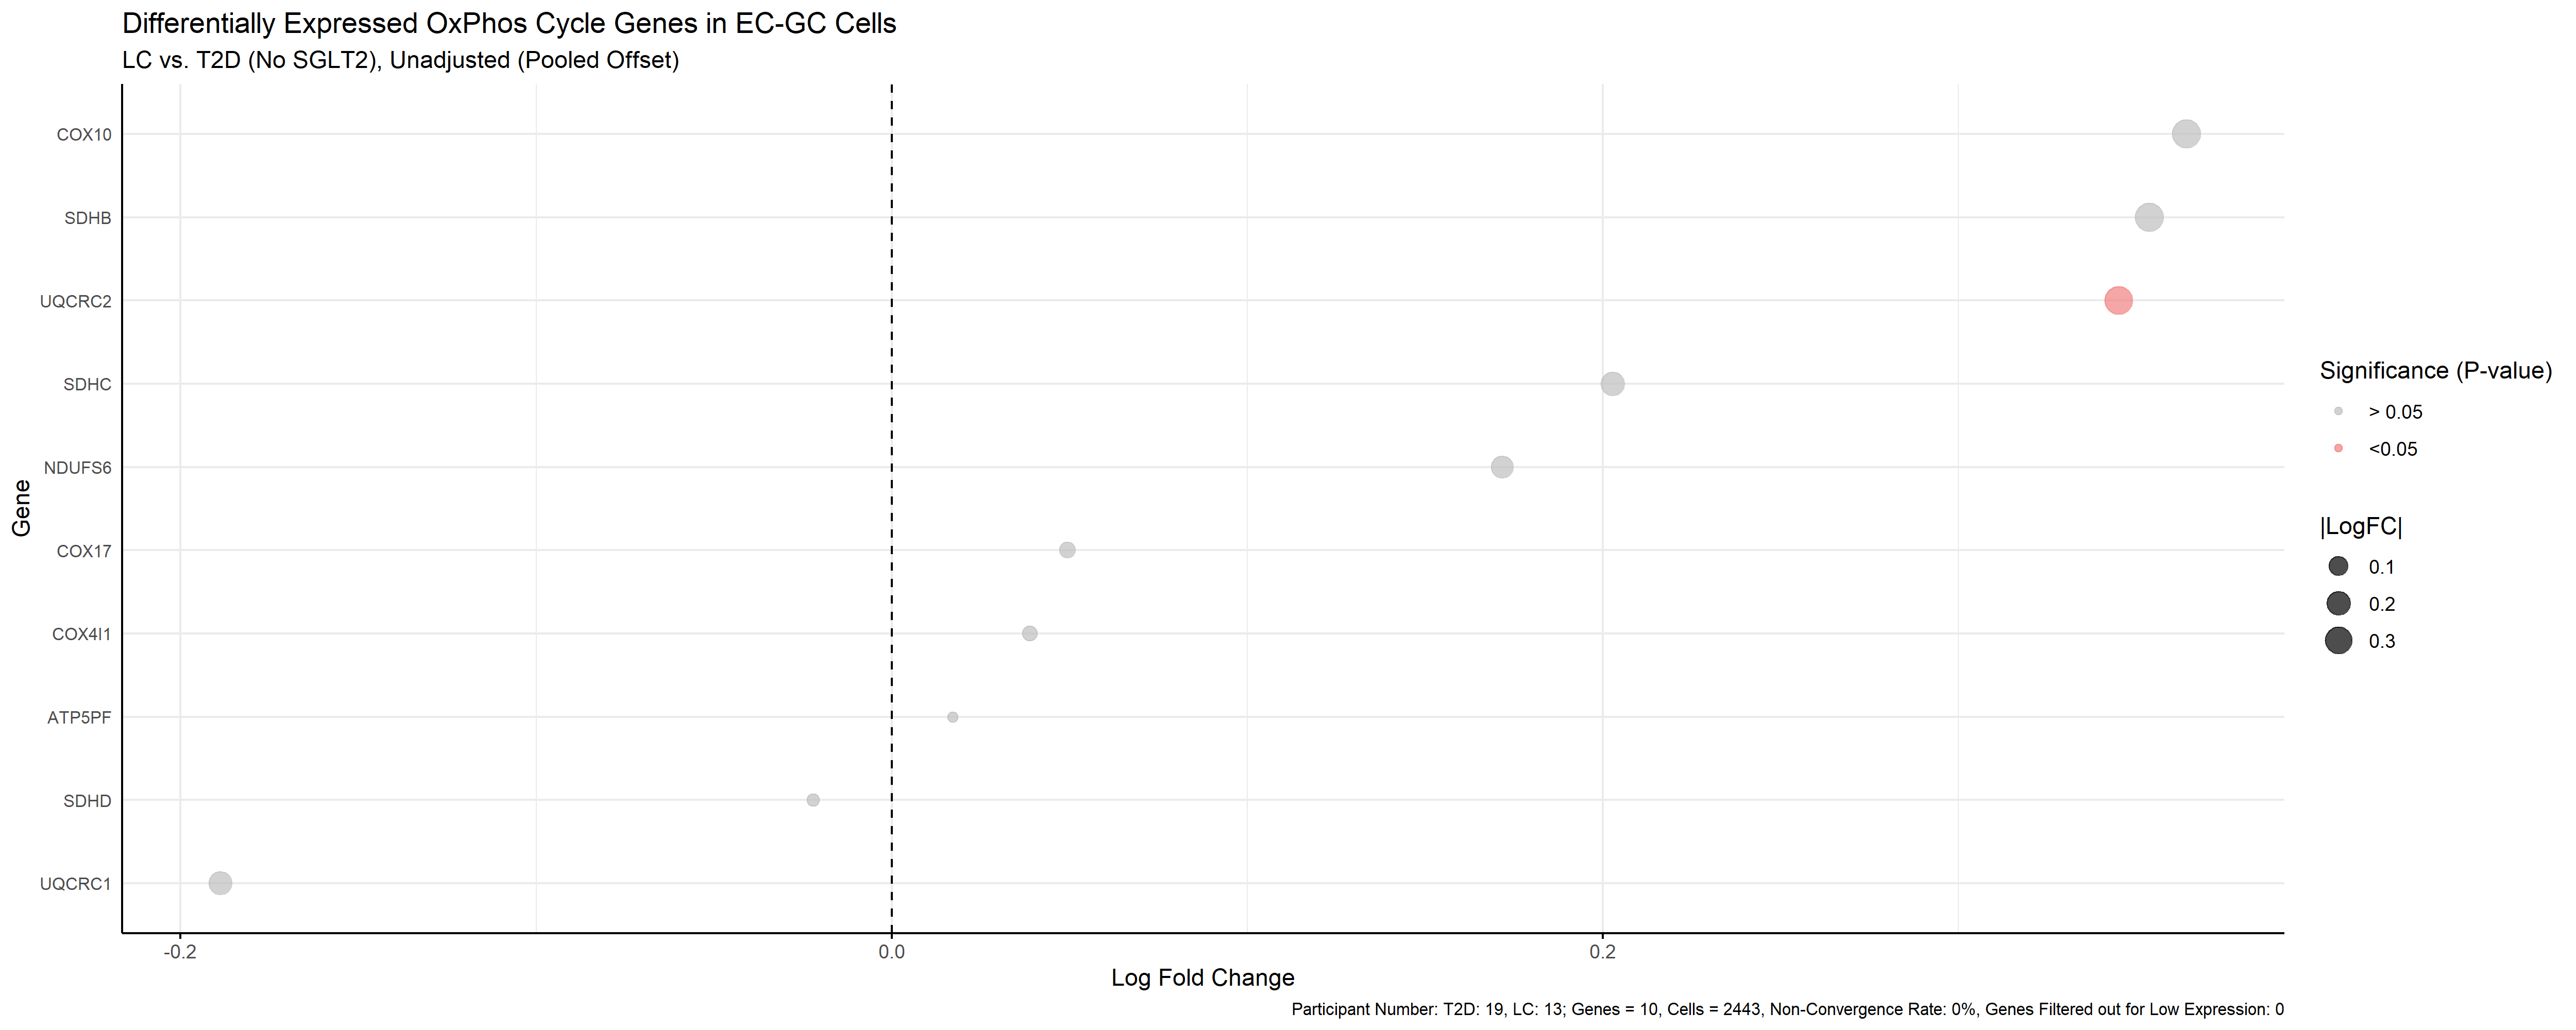 Differentially Expressed OxPhos Cycle Genes in EC-GC Cells
LC vs. T2D (No SGLT2), Unadjusted (Pooled Offset)
Gene
COX10
SDHB
UQCRC2
SDHC
NDUFS6
COX17
COX4I1
ATP5PF
SDHD
UQCRC1
-0.2
0.0
0.2
Log Fold Change
Significance (P-value)
> 0.05
<0.05
|LogFC|
0.1
0.2
0.3
Participant Number: T2D: 19, LC: 13; Genes = 10, Cells = 2443, Non-Convergence Rate: 0%, Genes Filtered out for Low Expression: 0